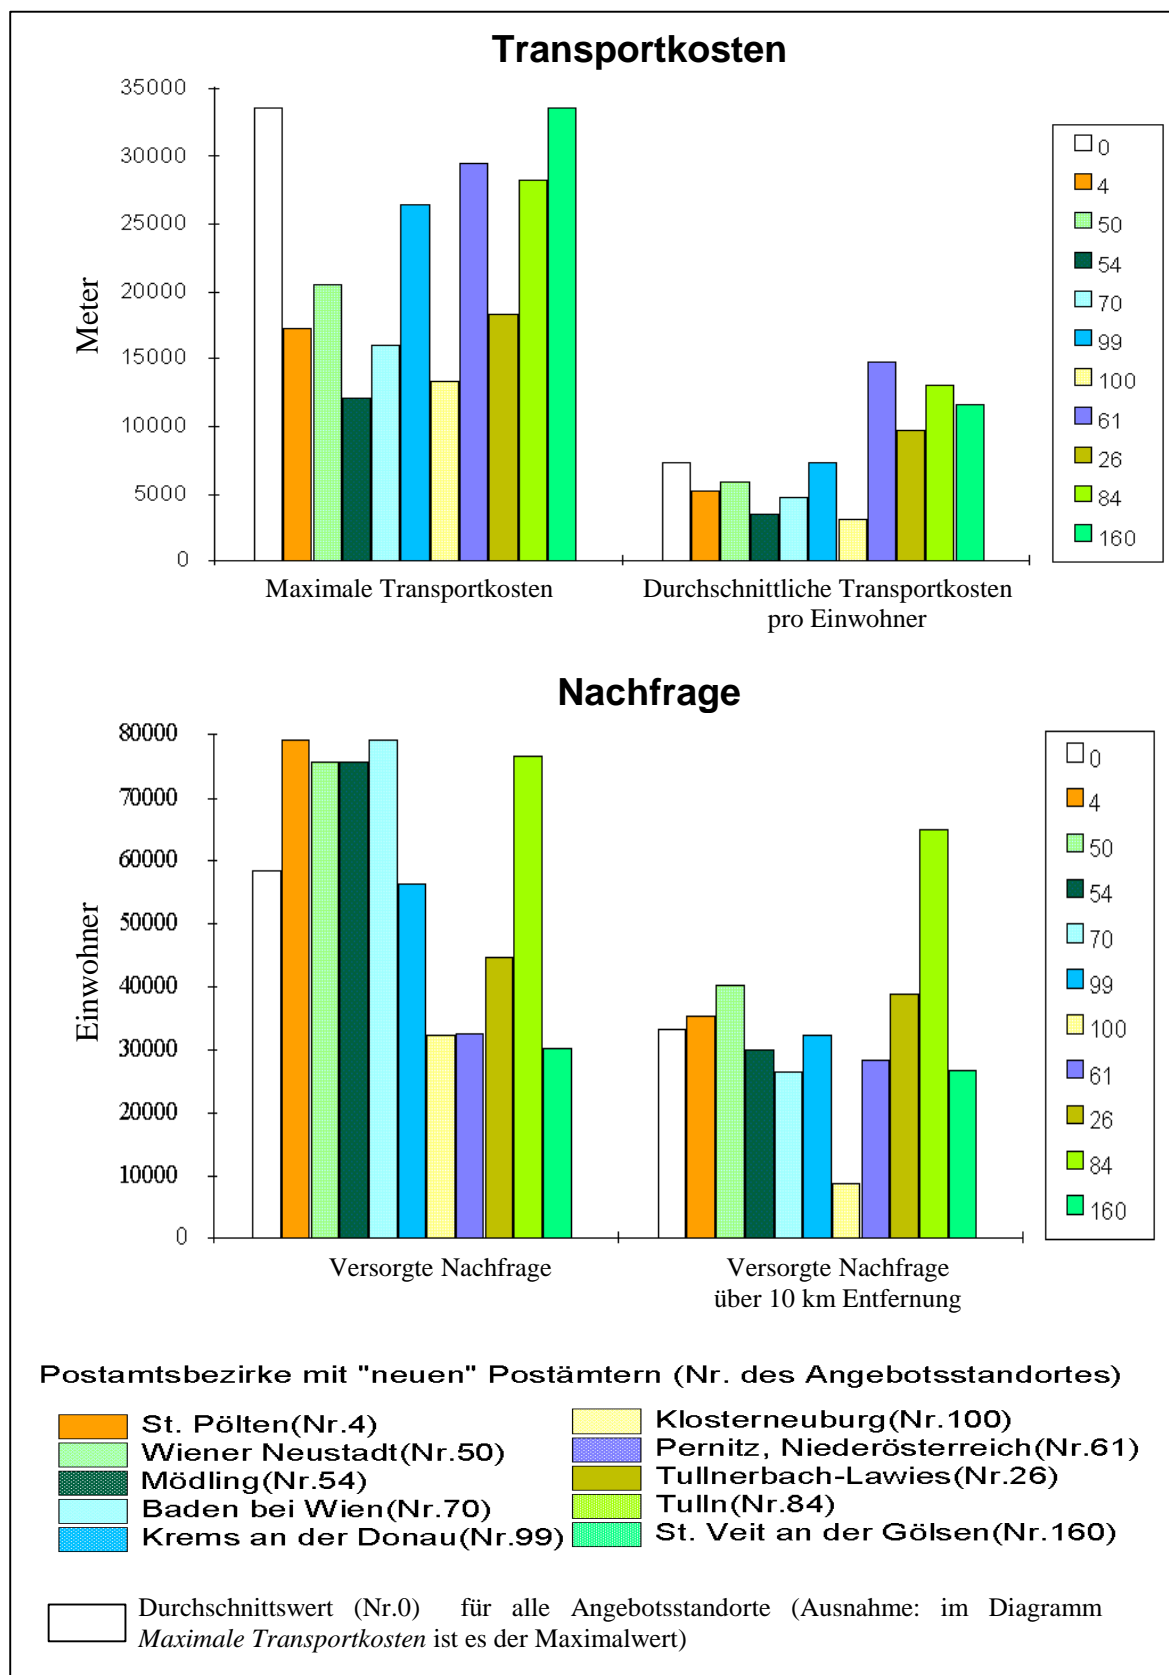 Transportkosten
35000
30000
25000
20000
15000
10000
5000
0
Meter
Maximale Transportkosten
Durchschnittliche Transportkosten
pro Einwohner
0
4
50
54
70
99
100
61
26
84
160
Nachfrage
80000
70000
60000
50000
40000
30000
20000
10000
0
Einwohner
Versorgte Nachfrage
Versorgte Nachfrage
über 10 km Entfernung
0
4
50
54
70
99
100
61
26
84
160
Postamtsbezirke mit "neuen" Postämtern (Nr. des Angebotsstandortes)
St. Pölten(Nr.4)
Wiener Neustadt(Nr.50)
Mödling(Nr.54)
Baden bei Wien(Nr.70)
Krems an der Donau(Nr.99)
Klosterneuburg(Nr.100)
Pernitz, Niederösterreich(Nr.61)
Tullnerbach-Lawies(Nr.26)
Tulln(Nr.84)
St. Veit an der Gölsen(Nr.160)
Durchschnittswert (Nr.0) für alle Angebotsstandorte (Ausnahme: im Diagramm
Maximale Transportkosten ist es der Maximalwert)